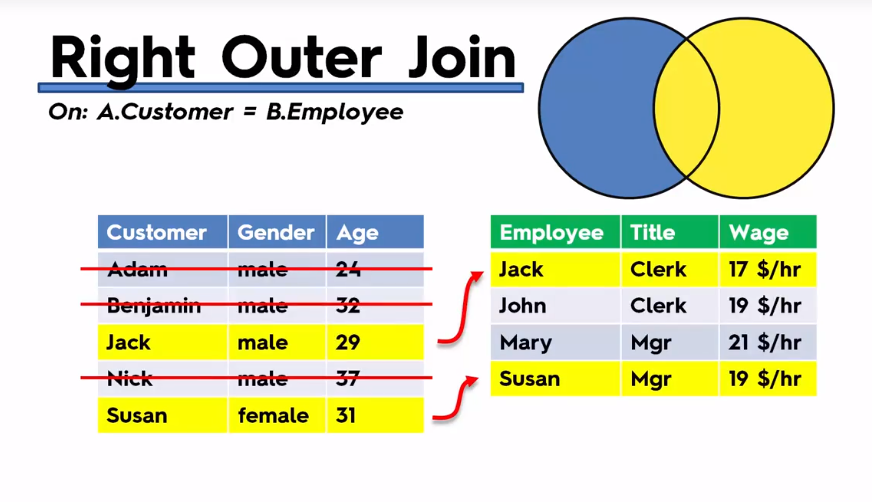 Right Outer Join
On: A.Customer = B.Employee
Customer Gender Age
Adam male 24
Benjamin male 32
Jack male 29
Nick male 37
Susan female 31
Employee Title Wage
Jack Clerk 17 $/hr
John Clerk 19 $/hr
Mary Mgr 21 $/hr
Susan Mgr 19 $/hr